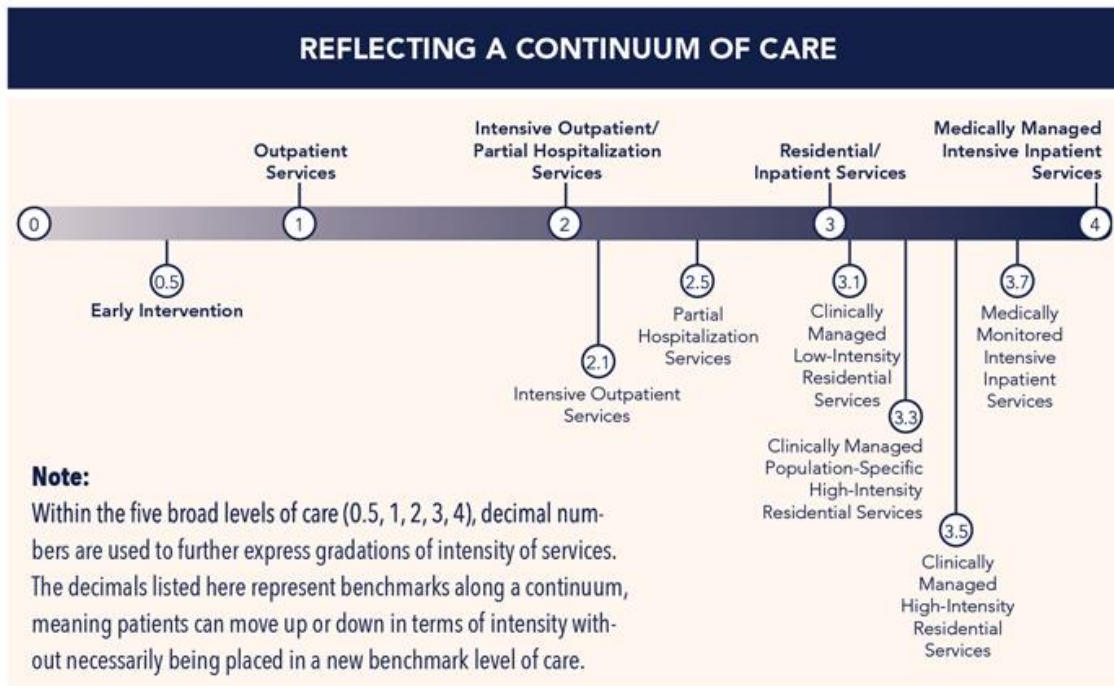 REFLECTING A CONTINUUM OF CARE
Outpatient
Services
Intensive Outpatient/
Partial Hospitalization
Services
Residential/
Inpatient Services
Medically Managed
Intensive Inpatient
Services
0
1
2
3
4
0.5
Early Intervention
2.1
Intensive Outpatient
Services
2.5
Partial
Hospitalization
Services
3.1
Clinically
Managed
Low-Intensity
Residential
Services
3.3
Clinically Managed
Population-Specific
High-Intensity
Residential Services
3.5
Clinically
Managed
High-Intensity
Residential
Services
3.7
Medically
Monitored
Intensive
Inpatient
Services
Note:
Within the five broad levels of care (0.5, 1, 2, 3, 4), decimal num-
bers are used to further express gradations of intensity of services.
The decimals listed here represent benchmarks along a continuum,
meaning patients can move up or down in terms of intensity with-
out necessarily being placed in a new benchmark level of care.